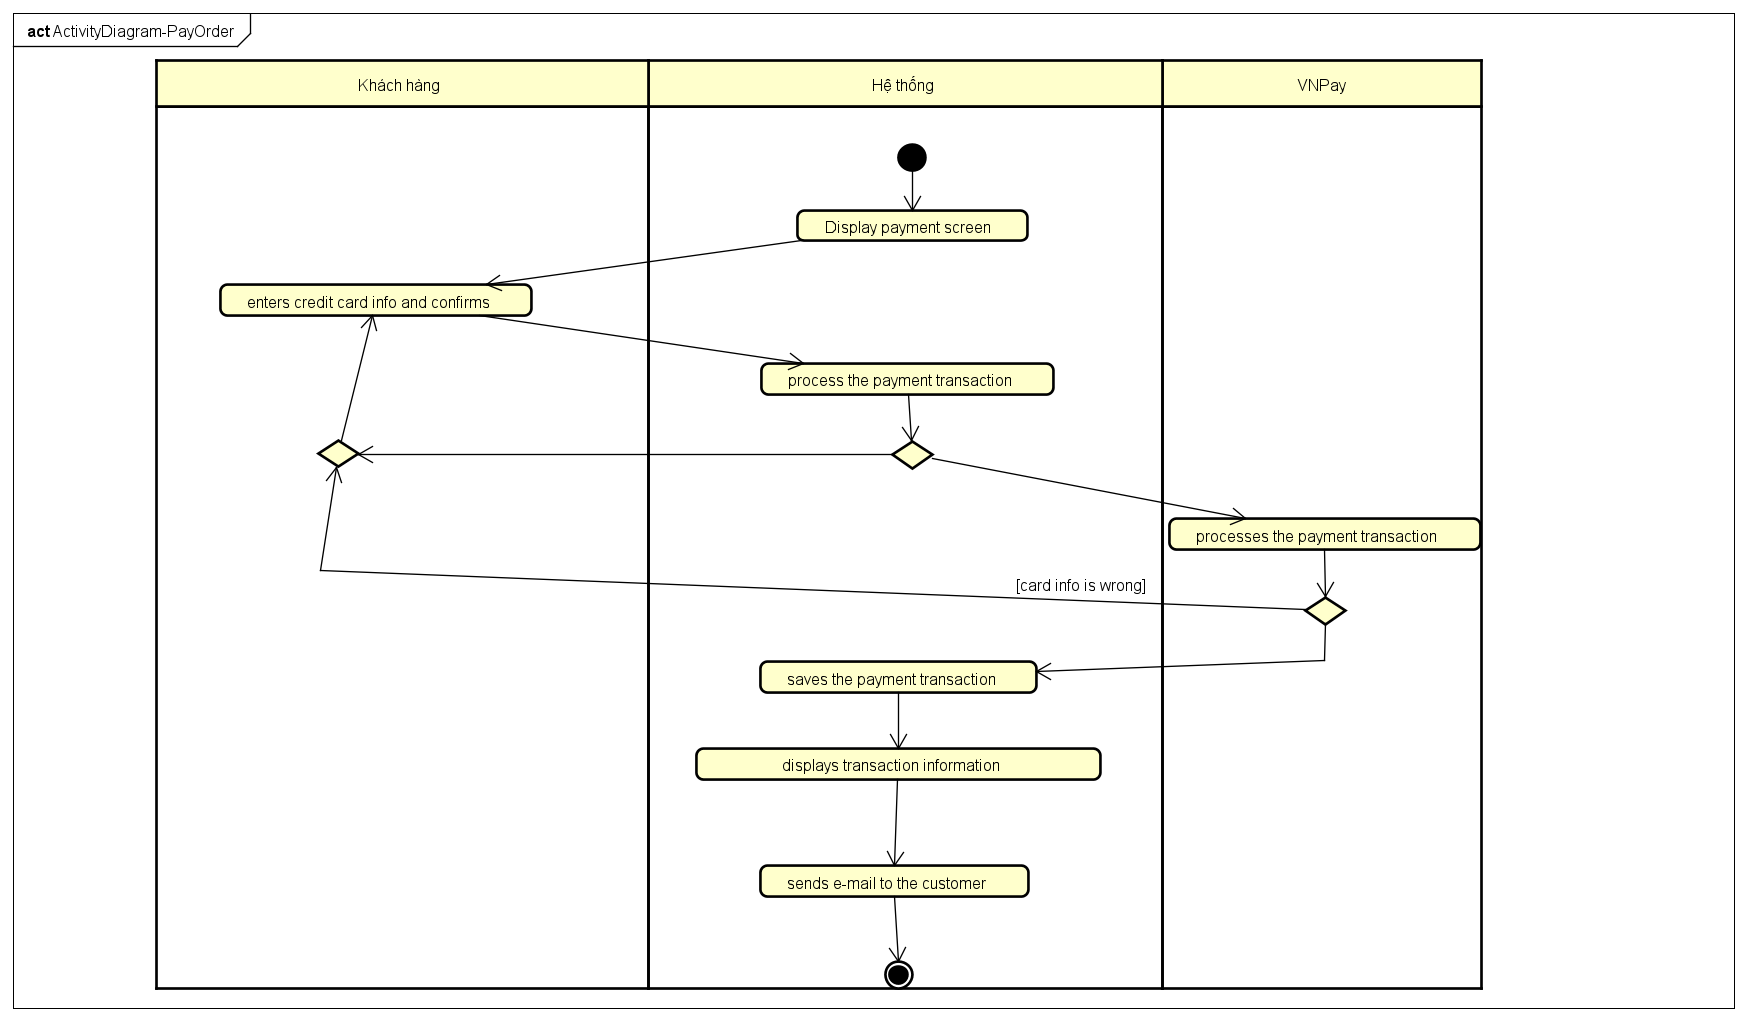 act ActivityDiagram-PayOrder
Khách hàng
Hệ thống
VNPay
Display payment screen
enters credit card info and confirms
process the payment transaction
processes the payment transaction
[card info is wrong]
saves the payment transaction
displays transaction information
sends e-mail to the customer